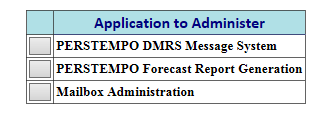 Application to Administer
PERSTEMPO DMRS Message System
PERSTEMPO Forecast Report Generation
Mailbox Administration